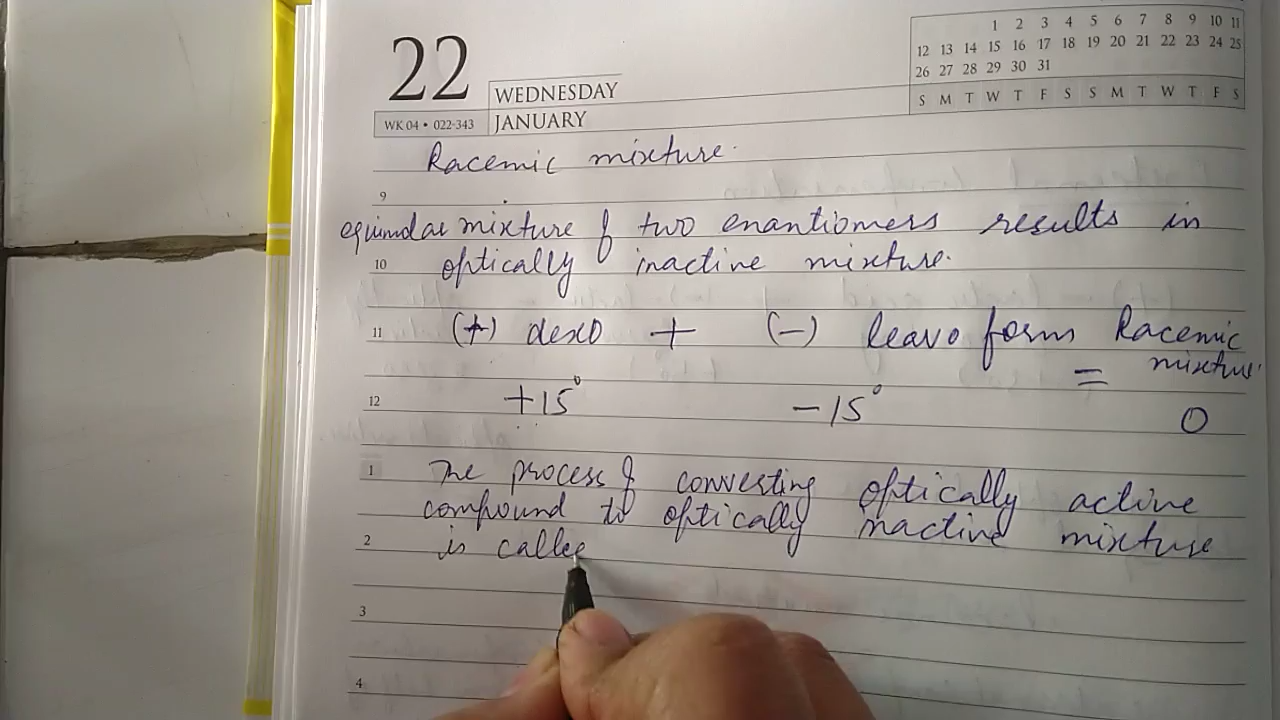 22
WEDNESDAY
WK 04 • 022-343
JANUARY
1 2 3 4 5 6 7 8 9 10 11
12 13 14 15 16 17 18 19 20 21 22 23 24 25
26 27 28 29 30 31
S M T W T F S S M T W T F S
Racemic mixture.
9
equimolar mixture of two enantiomers results in
10 optically inactive mixture.
11 (+) dexo + (-) leavo forms Racemic
= mixture
12 +15° -15° 0
1 The process of converting optically active
compound to optically inactive mixture
2 is calle
3
4